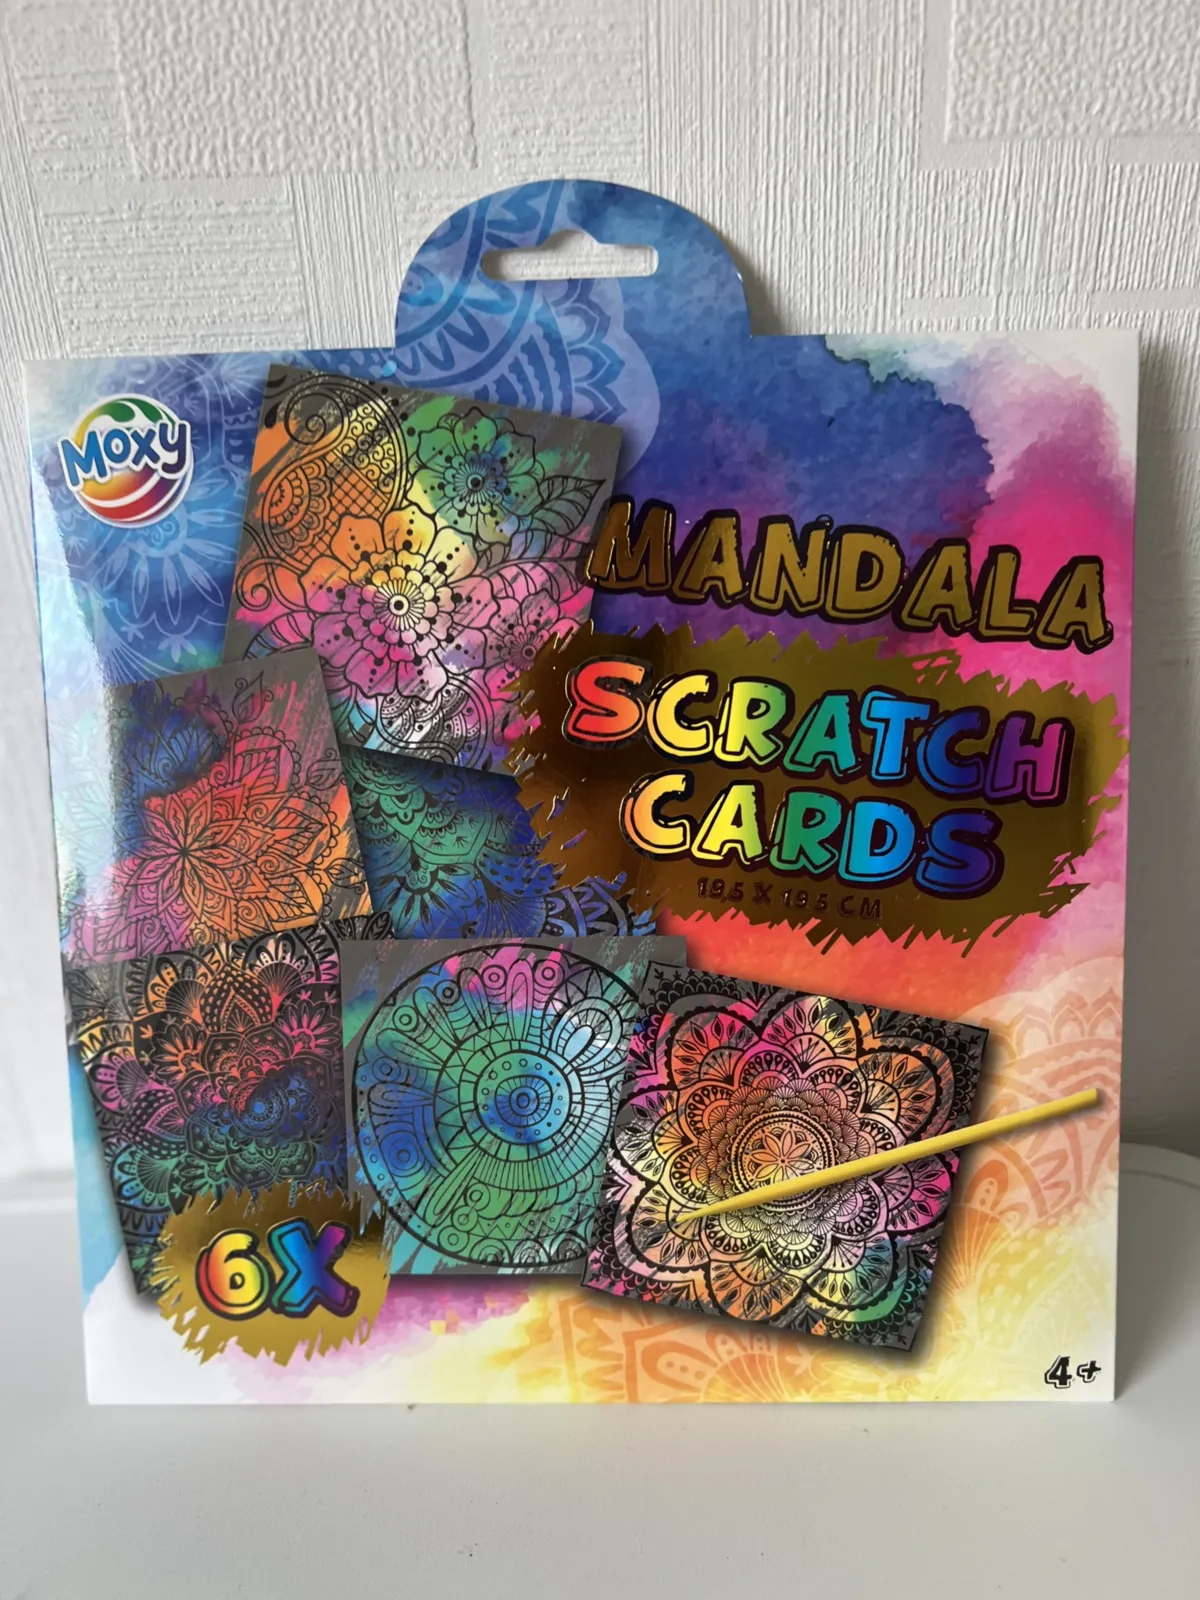 MOXY
MANDALA
SCRATCH
CARDS
19,5 X 19,5 CM
6X
4+